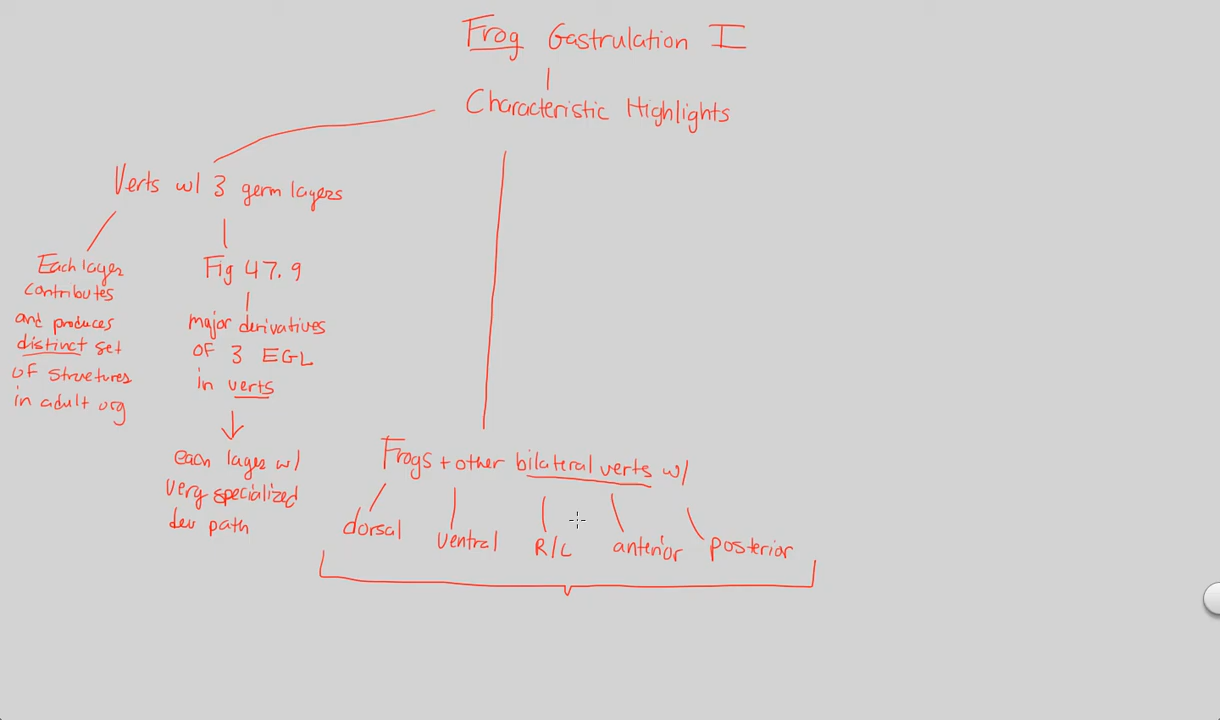 Frog Gastrulation I
Characteristic Highlights
Verts w/ 3 germ layers
Each layer
contributes
and produces
distinct set
of structures
in adult org
Fig 47.9
major derivatives
of 3 EGL
in verts
each layer w/
very specialized
dev path
Frogs + other bilateral verts w/
dorsal
ventral
R/L
anterior
posterior